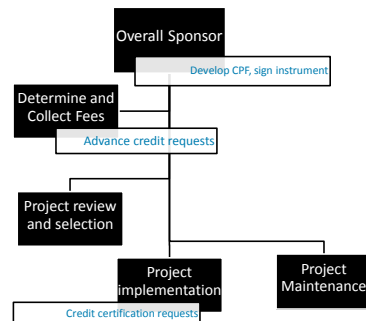 Overall Sponsor
Develop CPF, sign instrument
Determine and
Collect Fees
Advance credit requests
Project review
and selection
Project
implementation
Project
Maintenance
Credit certification requests